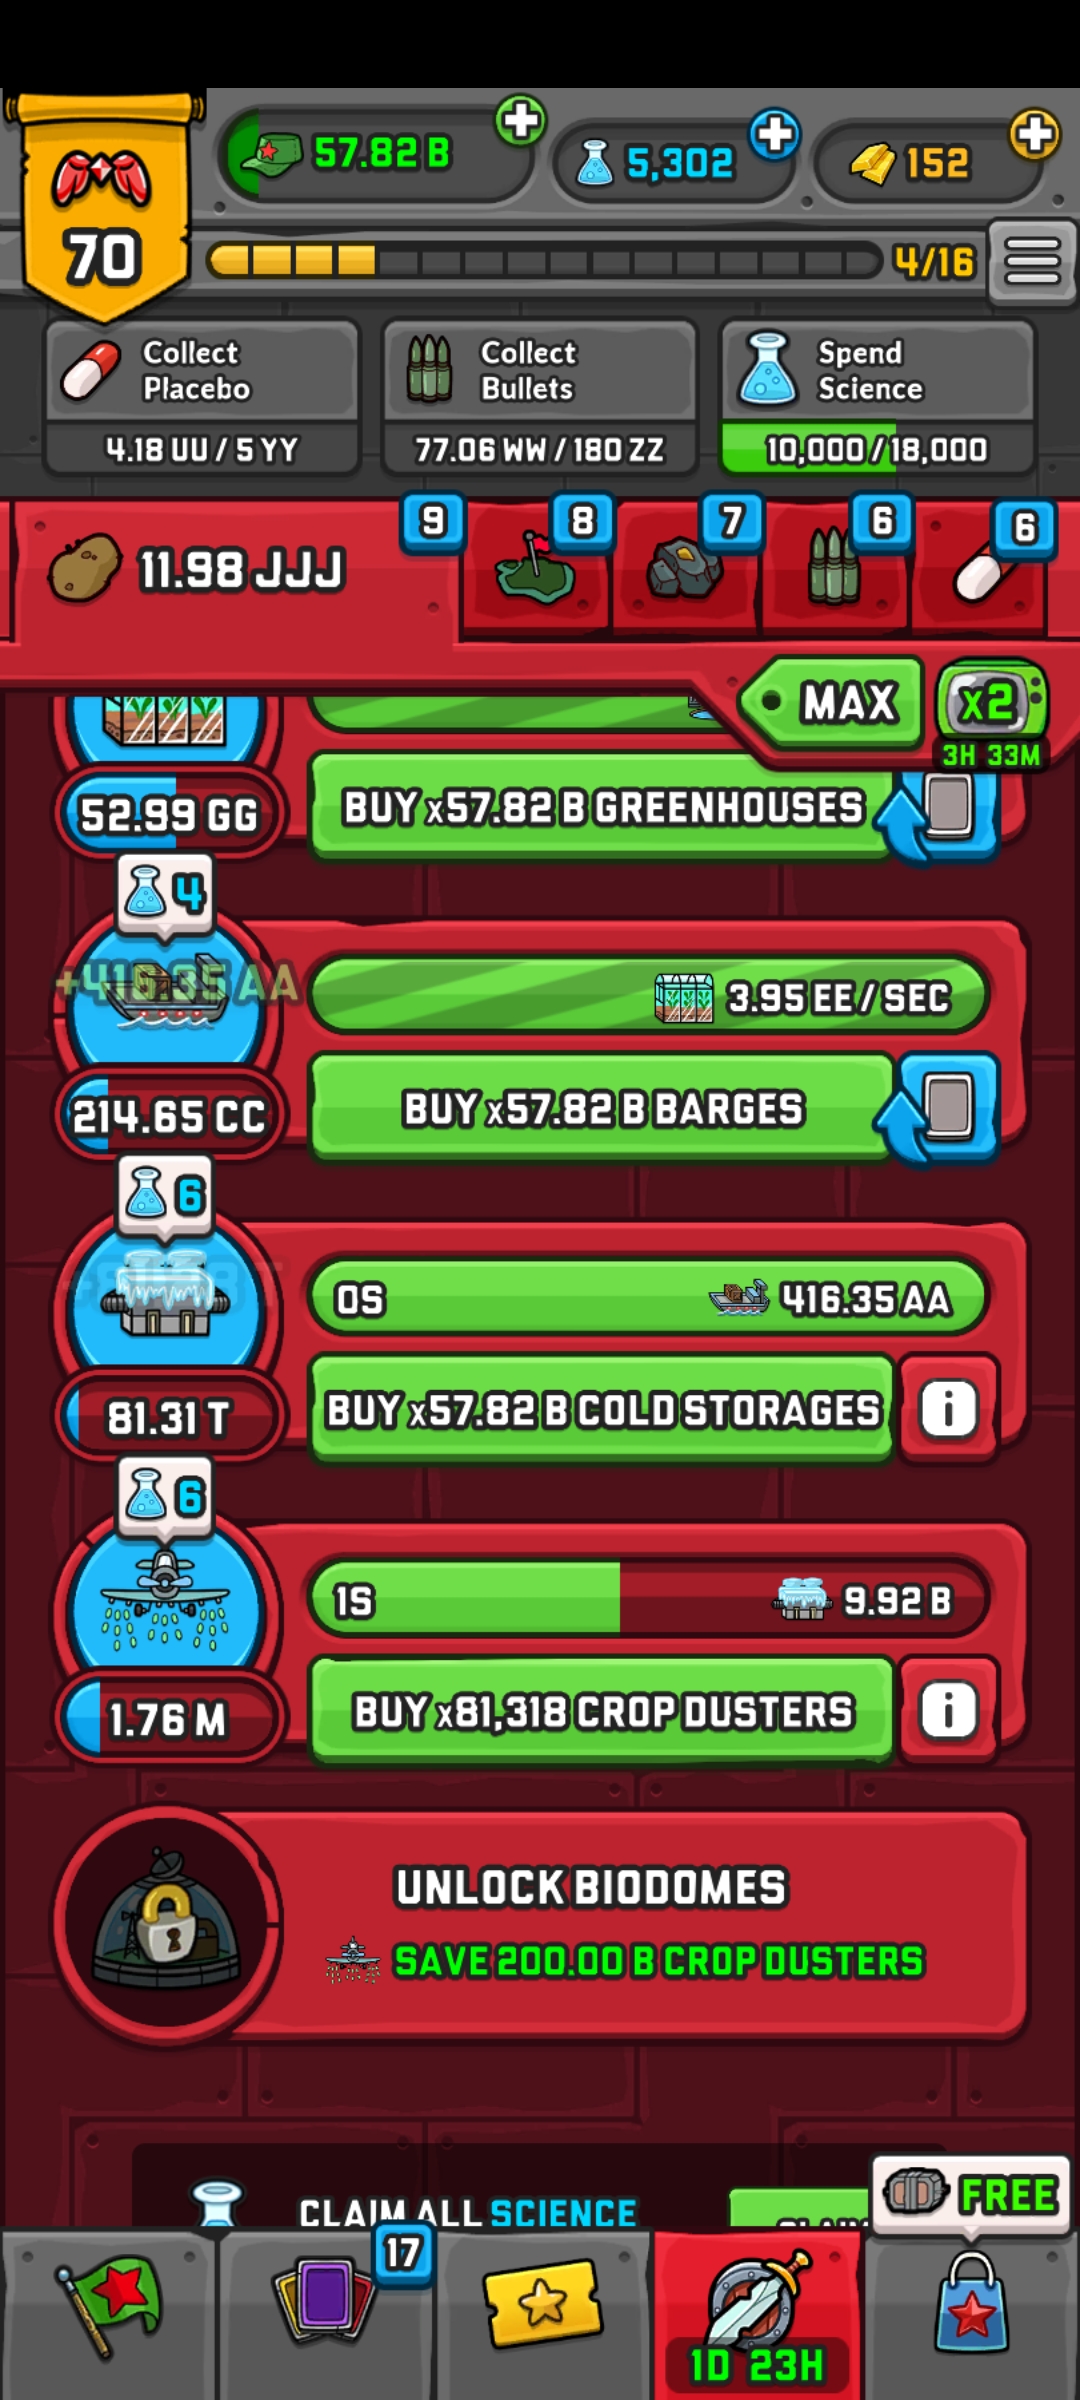 57.82 B
5,302
152
70
4/16
Collect
Placebo
4.18 UU / 5 YY
Collect
Bullets
77.06 WW / 180 ZZ
Spend
Science
10,000 / 18,000
11.98 JJJ
9
8
7
6
6
MAX
x2
3H 33M
52.99 GG
BUY x57.82 B GREENHOUSES
4
+416.35 AA
3.95 EE / SEC
214.65 CC
BUY x57.82 B BARGES
6
0S
416.35 AA
81.31 T
BUY x57.82 B COLD STORAGES
6
1S
9.92 B
1.76 M
BUY x81,318 CROP DUSTERS
UNLOCK BIODOMES
SAVE 200.00 B CROP DUSTERS
CLAIM ALL SCIENCE
FREE
17
1D 23H